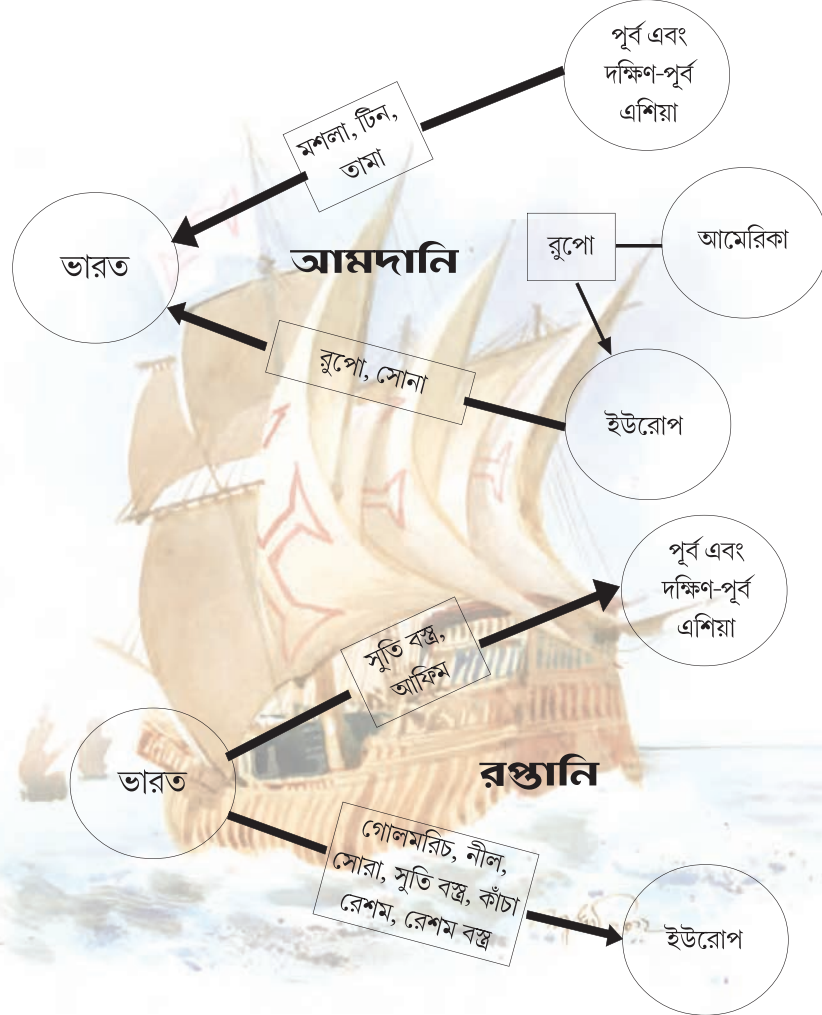 পূর্ব এবং
দক্ষিণ-পূর্ব
এশিয়া
মশলা, টিন,
তামা
ভারত
আমদানি
রুপো
আমেরিকা
রুপো, সোনা
ইউরোপ
পূর্ব এবং
দক্ষিণ-পূর্ব
এশিয়া
সুতি বস্ত্র,
আফিম
ভারত
রপ্তানি
গোলমরিচ, নীল,
সোরা, সুতি বস্ত্র, কাঁচা
রেশম, রেশম বস্ত্র
ইউরোপ